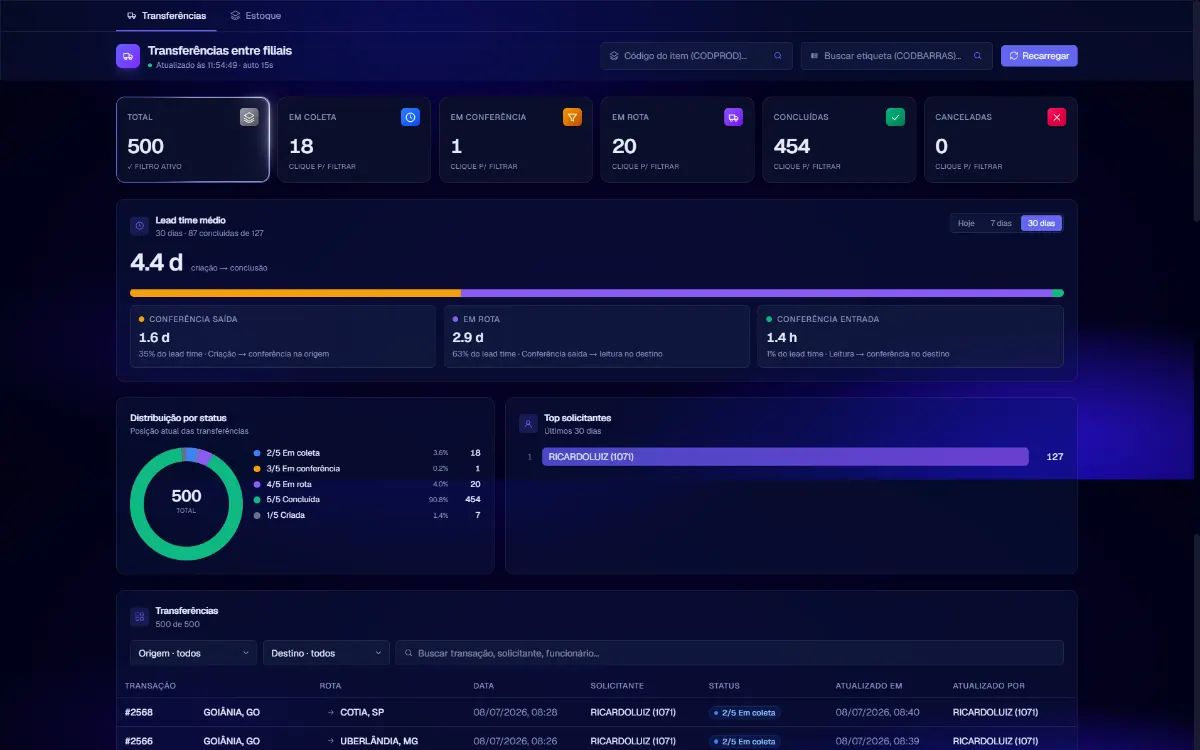 Transferências
Estoque
Transferências entre filiais
Atualizado às 11:54:49 · auto 15s
Código do ítem (CODPROD)...
Buscar etiqueta (CODBARRAS)...
Recarregar
TOTAL
500
✓ FILTRO ATIVO
EM COLETA
18
CLIQUE P/ FILTRAR
EM CONFERÊNCIA
1
CLIQUE P/ FILTRAR
EM ROTA
20
CLIQUE P/ FILTRAR
CONCLUÍDAS
454
CLIQUE P/ FILTRAR
CANCELADAS
0
CLIQUE P/ FILTRAR
Lead time médio
30 dias · 87 concluídas de 127
Hoje 7 dias 30 dias
4.4 d criação → conclusão
CONFERÊNCIA SAÍDA
1.6 d
35% do lead time · Criação → conferência na origem
EM ROTA
2.9 d
63% do lead time · Conferência saída → leitura no destino
CONFERÊNCIA ENTRADA
1.4 h
1% do lead time · Leitura → conferência no destino
Distribuição por status
Posição atual das transferências
500
TOTAL
2/5 Em coleta 3.6% 18
3/5 Em conferência 0.2% 1
4/5 Em rota 4.0% 20
5/5 Concluída 90.8% 454
1/5 Criada 1.4% 7
Top solicitantes
Últimos 30 dias
1 RICARDOLUIZ (1071) 127
Transferências
500 de 500
Origem · todos
Destino · todos
Buscar transação, solicitante, funcionário...
TRANSAÇÃO ROTA DATA SOLICITANTE STATUS ATUALIZADO EM ATUALIZADO POR
#2568 GOIÂNIA, GO → COTIA, SP 08/07/2026, 08:28 RICARDOLUIZ (1071) 2/5 Em coleta 08/07/2026, 08:40 RICARDOLUIZ (1071)
#2566 GOIÂNIA, GO → UBERLÂNDIA, MG 08/07/2026, 08:26 RICARDOLUIZ (1071) 2/5 Em coleta 08/07/2026, 08:39 RICARDOLUIZ (1071)